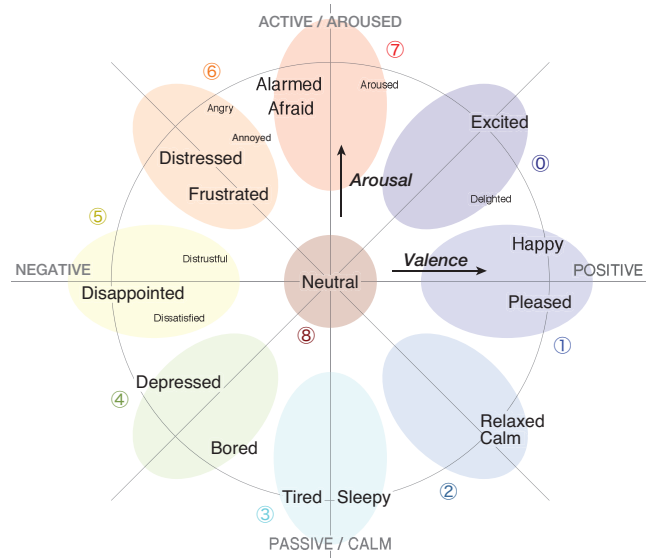 ACTIVE / AROUSED
⑦
⑥
Alarmed
Aroused
Afraid
Angry
Excited
Annoyed
Distressed
⓪
Arousal
Frustrated
Delighted
⑤
Happy
Distrustful
Valence
NEGATIVE
POSITIVE
Neutral
Disappointed
Pleased
Dissatisfied
⑧
①
Depressed
④
Relaxed
Calm
Bored
②
Tired
Sleepy
③
PASSIVE / CALM